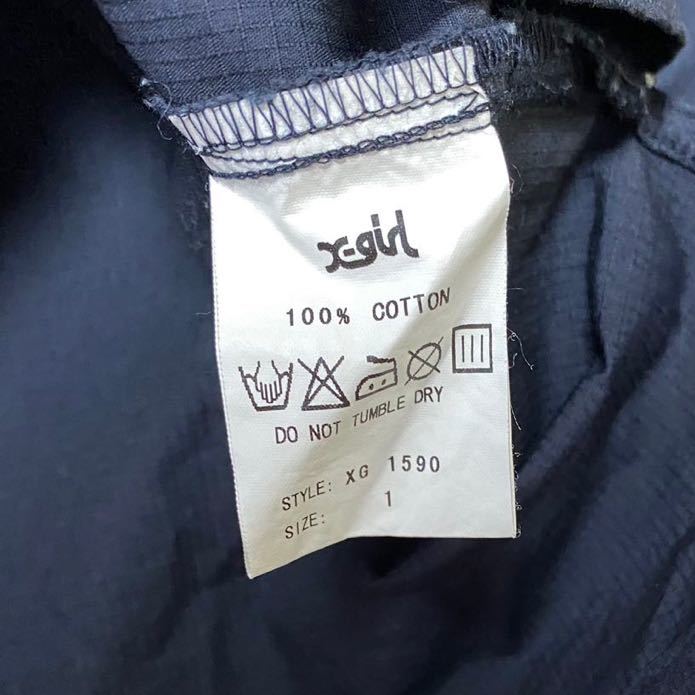 x-girl
100% COTTON
DO NOT TUMBLE DRY
STYLE: XG 1590
SIZE: 1